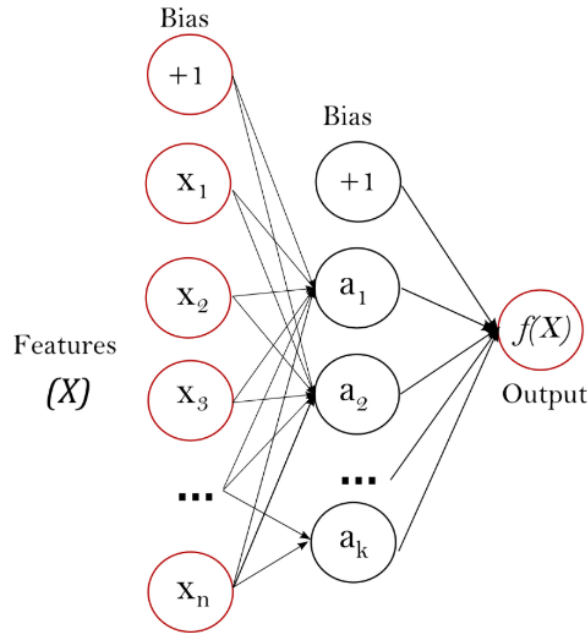 Bias
+1
x₁
x₂
x₃
...
xₙ
Features
(X)
Bias
+1
a₁
a₂
...
aₖ
f(X)
Output